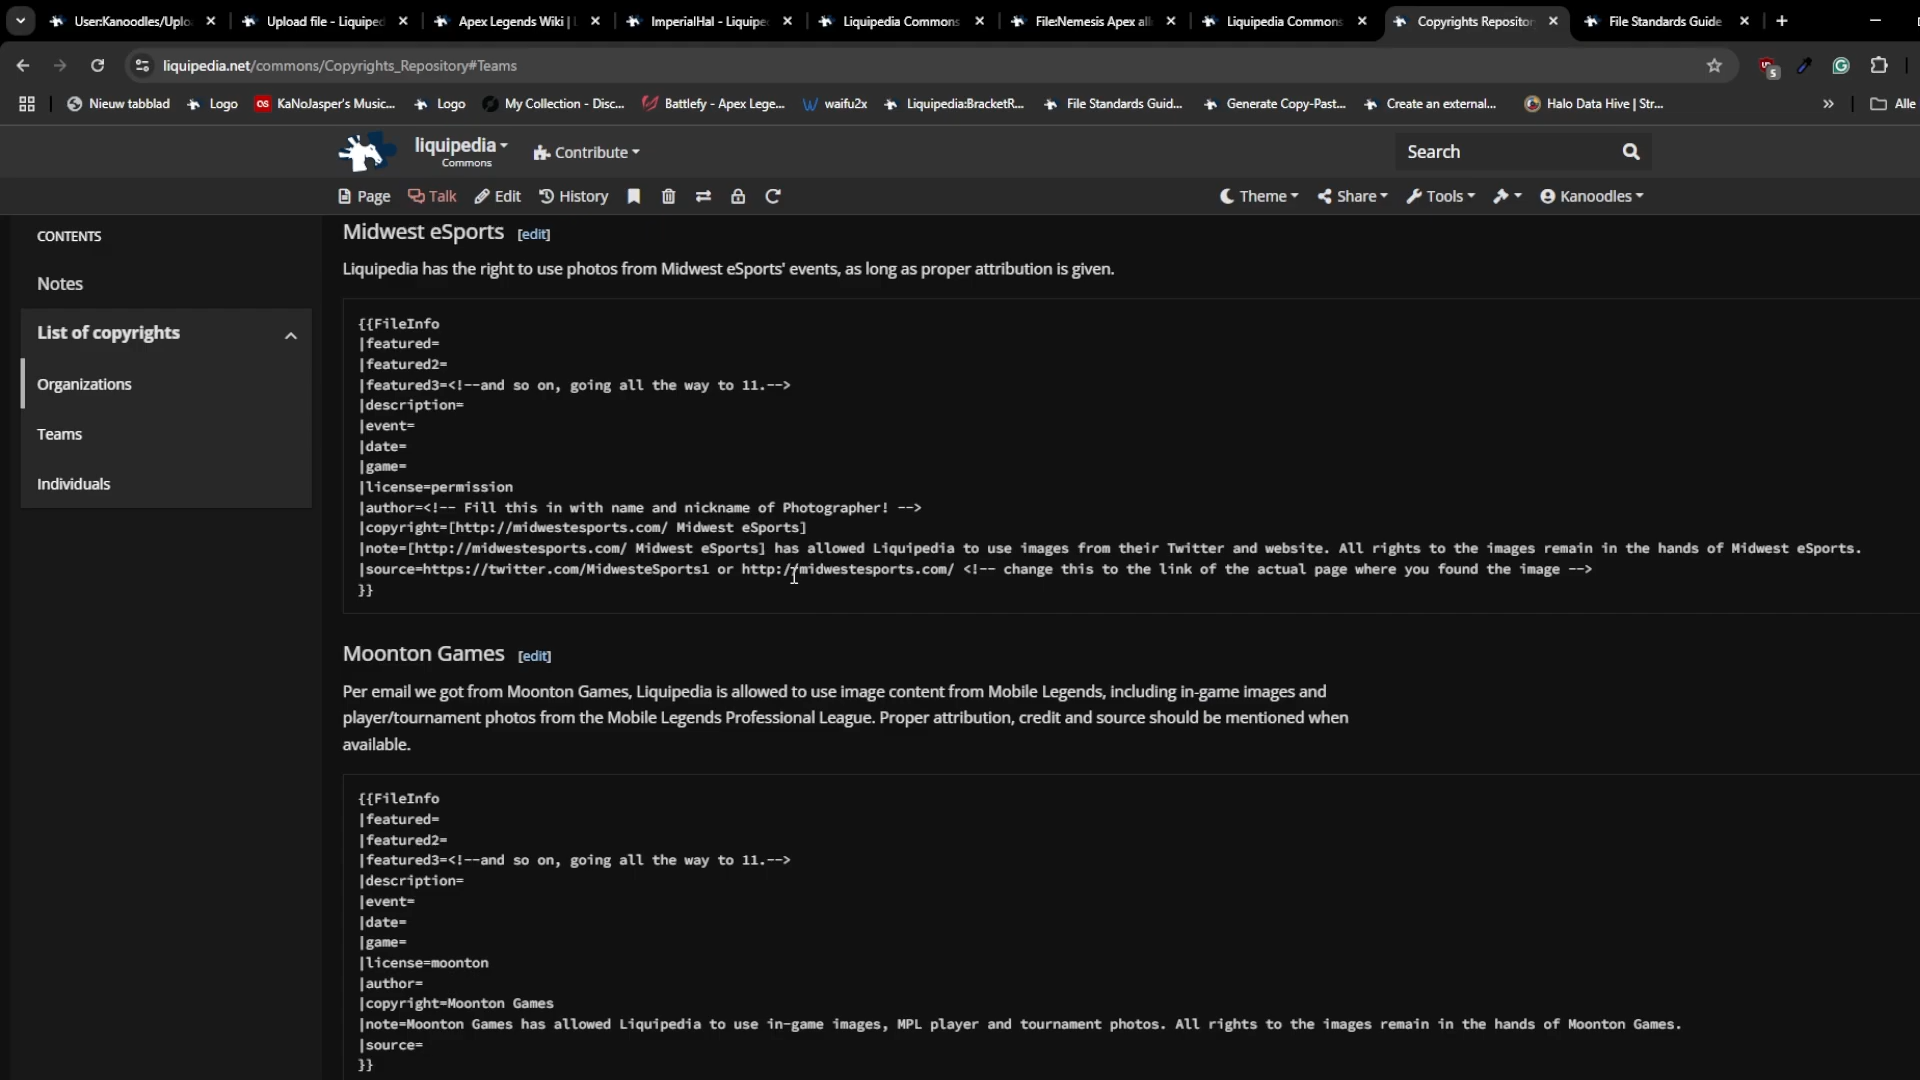 User:Kanoodles/Uplo
Upload file - Liquiped
Apex Legends Wiki |
ImperialHal - Liquipe
Liquipedia Commons
File:Nemesis Apex all
Liquipedia Commons
Copyrights Repositor
File Standards Guide
liquipedia.net/commons/Copyrights_Repository#Teams
5
Nieuw tabblad
Logo
KaNoJasper's Music...
Logo
My Collection - Disc...
Battlefy - Apex Lege...
waifu2x
Liquipedia:BracketR...
File Standards Guid...
Generate Copy-Past...
Create an external...
Halo Data Hive | Str...
»
Alle
liquipedia
Commons
Contribute
Search
Page
Talk
Edit
History
Theme
Share
Tools
Kanoodles
CONTENTS
Notes
List of copyrights
Organizations
Teams
Individuals
Midwest eSports [edit]
Liquipedia has the right to use photos from Midwest eSports' events, as long as proper attribution is given.
{{FileInfo
|featured=
|featured2=
|featured3=<!--and so on, going all the way to 11.-->
|description=
|event=
|date=
|game=
|license=permission
|author=<!-- Fill this in with name and nickname of Photographer! -->
|copyright=[http://midwestesports.com/ Midwest eSports]
|note=[http://midwestesports.com/ Midwest eSports] has allowed Liquipedia to use images from their Twitter and website. All rights to the images remain in the hands of Midwest eSports.
|source=https://twitter.com/MidwesteSports1 or http://midwestesports.com/ <!-- change this to the link of the actual page where you found the image -->
}}
Moonton Games [edit]
Per email we got from Moonton Games, Liquipedia is allowed to use image content from Mobile Legends, including in-game images and
player/tournament photos from the Mobile Legends Professional League. Proper attribution, credit and source should be mentioned when
available.
{{FileInfo
|featured=
|featured2=
|featured3=<!--and so on, going all the way to 11.-->
|description=
|event=
|date=
|game=
|license=moonton
|author=
|copyright=Moonton Games
|note=Moonton Games has allowed Liquipedia to use in-game images, MPL player and tournament photos. All rights to the images remain in the hands of Moonton Games.
|source=
}}